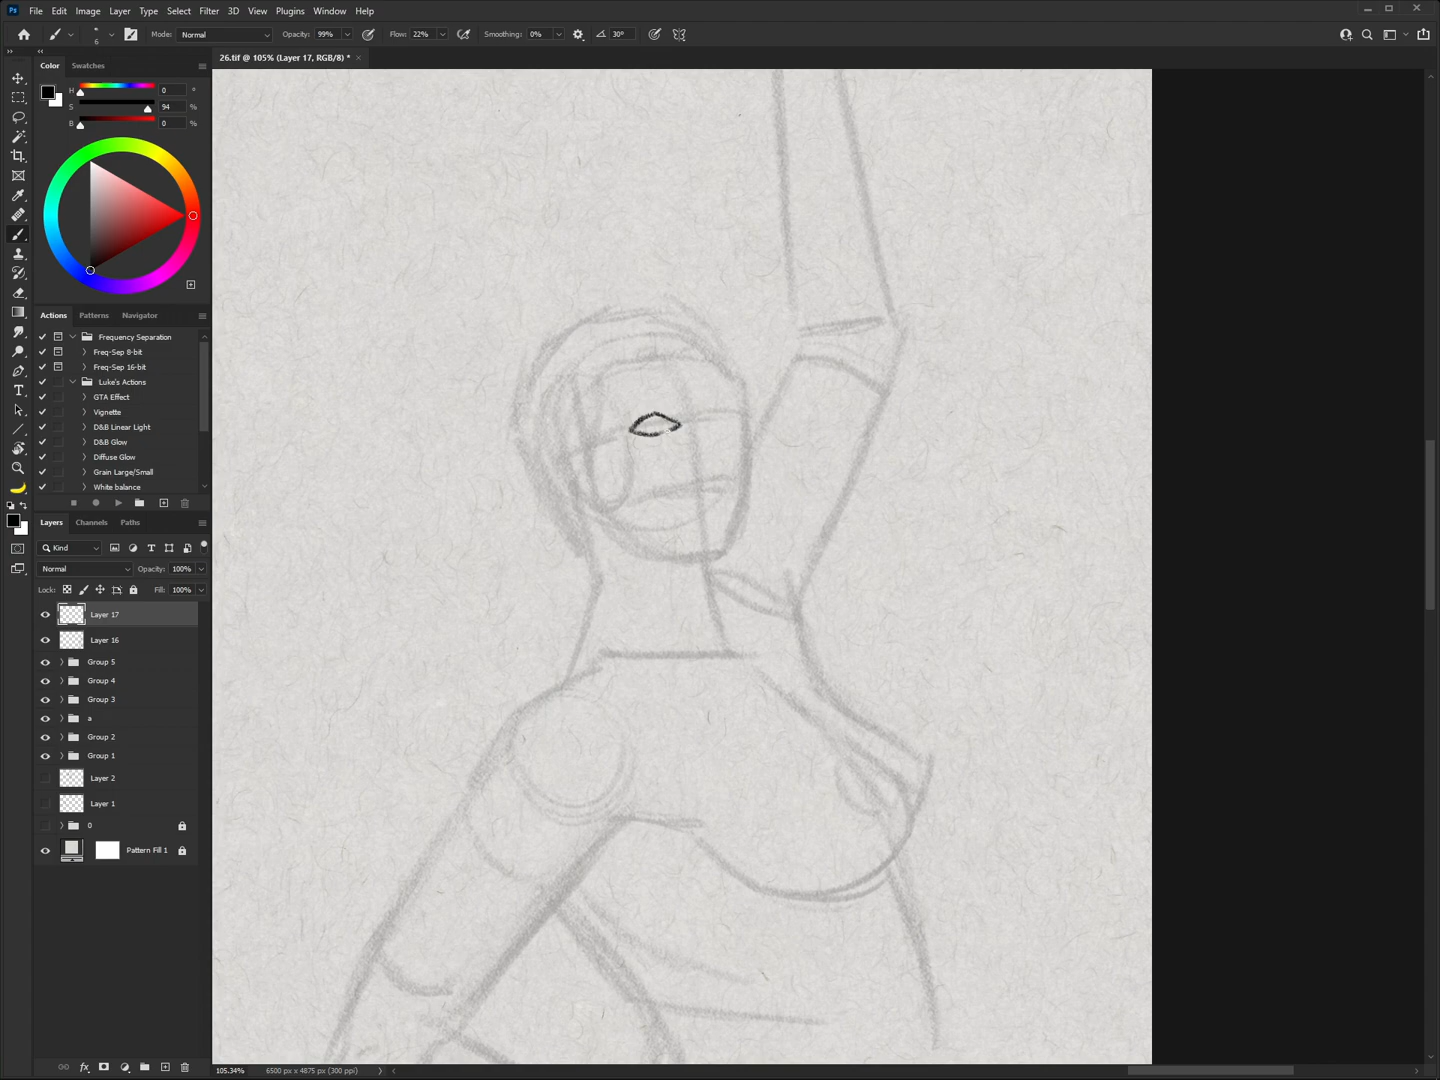 Ps File Edit Image Layer Type Select Filter 3D View Plugins Window Help
6 Mode: Normal Opacity: 99% Flow: 22% Smoothing: 0% 30°
26.tif @ 105% (Layer 17, RGB/8) *
Color Swatches
H 0 °
S 94 %
B 0 %
Actions Patterns Navigator
Frequency Separation
Freq-Sep 8-bit
Freq-Sep 16-bit
Luke's Actions
GTA Effect
Vignette
D&B Linear Light
D&B Glow
Diffuse Glow
Grain Large/Small
White balance
Layers Channels Paths
Kind
Normal Opacity: 100%
Lock: Fill: 100%
Layer 17
Layer 16
Group 5
Group 4
Group 3
a
Group 2
Group 1
Layer 2
Layer 1
0
Pattern Fill 1
fx
105.34% 6500 px x 4875 px (300 ppi)